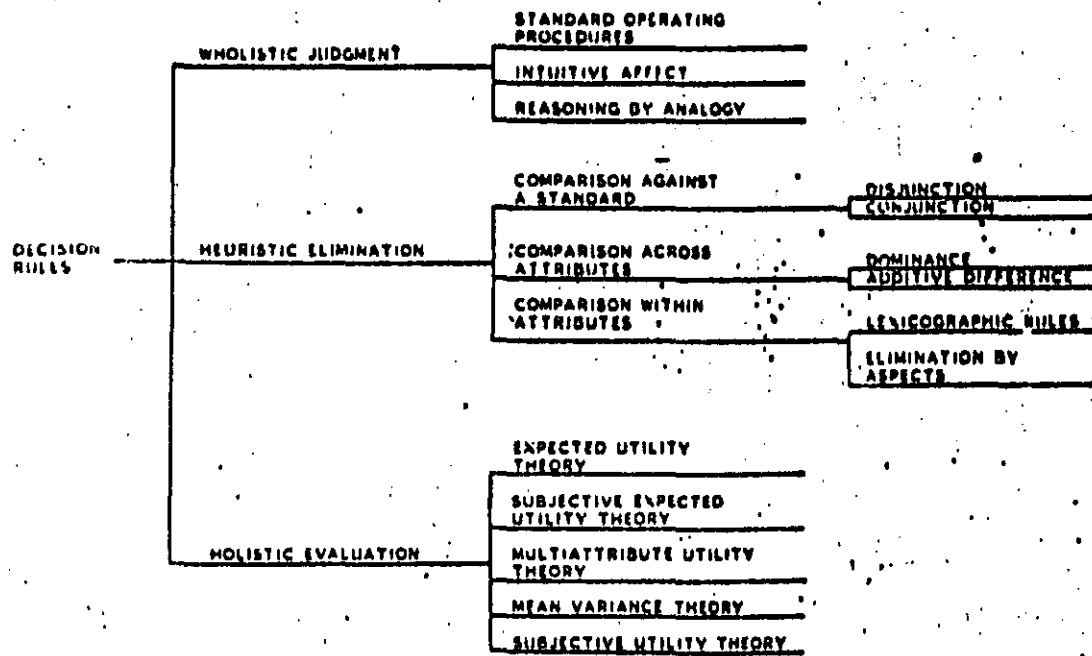 STANDARD OPERATING
PROCEDURES
WHOLISTIC JUDGMENT
INTUITIVE AFFECT
REASONING BY ANALOGY
COMPARISON AGAINST
A STANDARD
DISJUNCTION
CONJUNCTION
DECISION
RULES
HEURISTIC ELIMINATION
COMPARISON ACROSS
ATTRIBUTES
DOMINANCE
ADDITIVE DIFFERENCE
COMPARISON WITHIN
ATTRIBUTES
LEXICOGRAPHIC RULES
ELIMINATION BY
ASPECTS
EXPECTED UTILITY
THEORY
SUBJECTIVE EXPECTED
UTILITY THEORY
HOLISTIC EVALUATION
MULTIATTRIBUTE UTILITY
THEORY
MEAN VARIANCE THEORY
SUBJECTIVE UTILITY THEORY